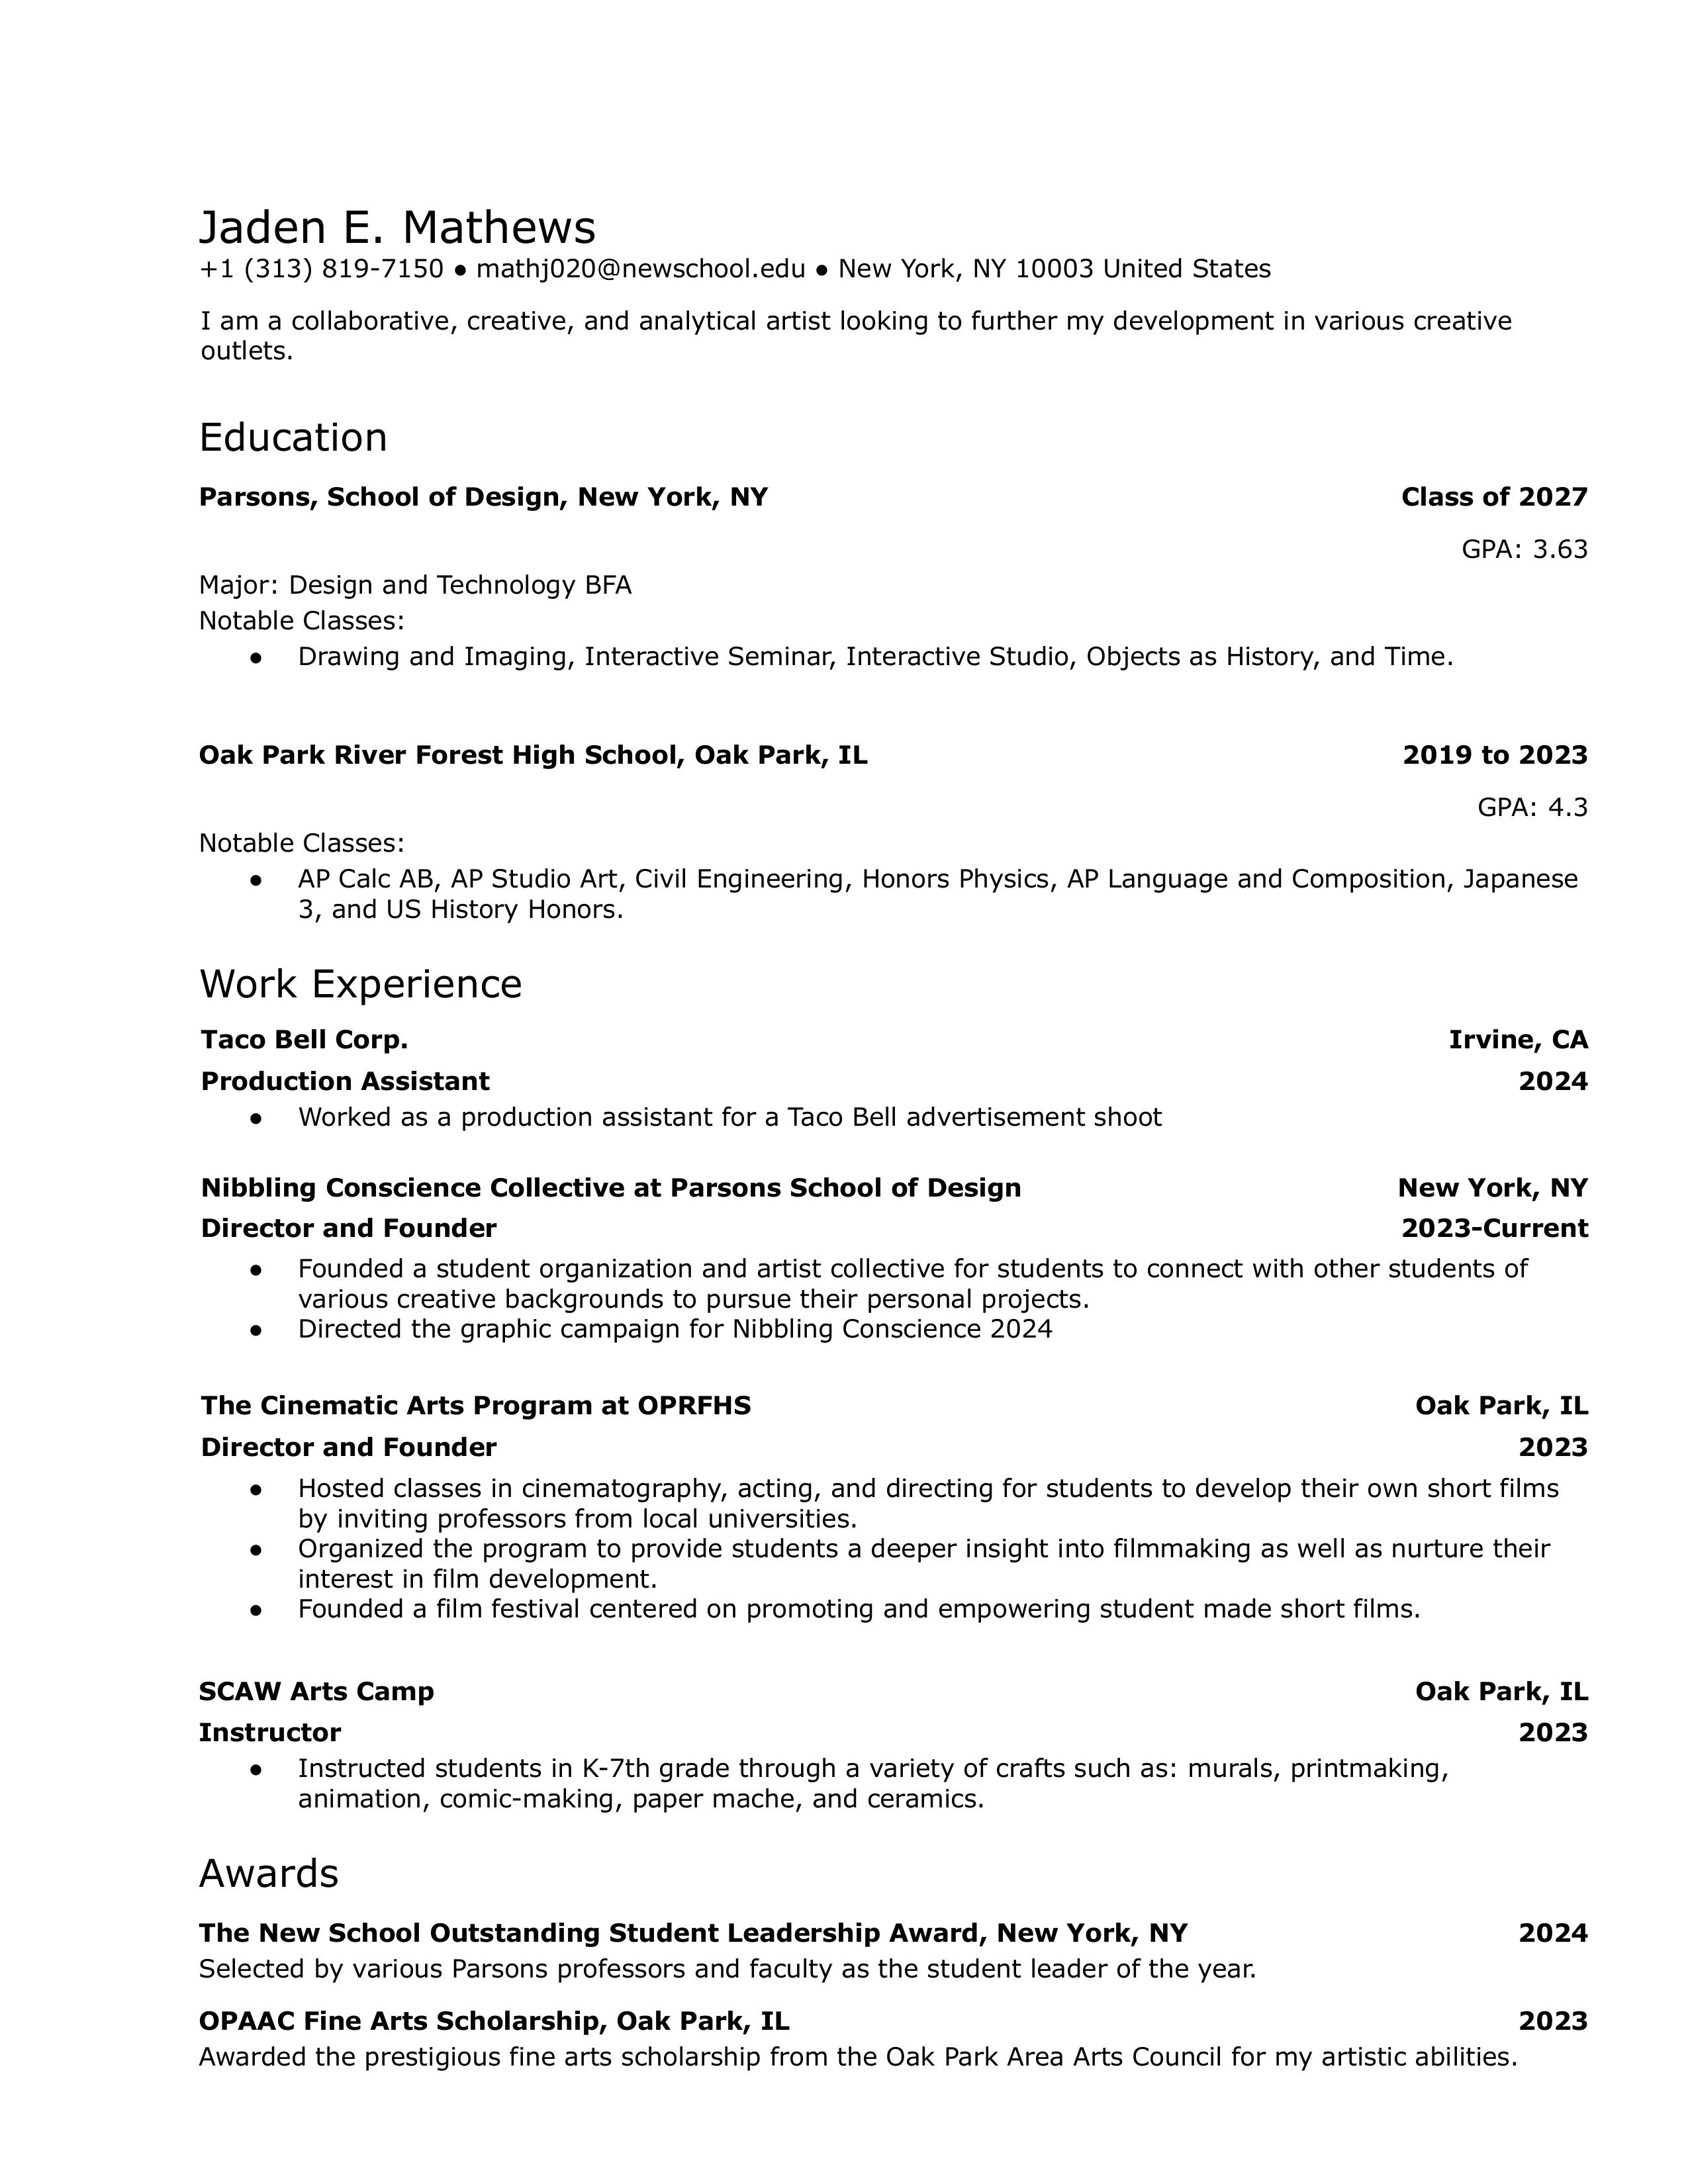 Jaden E. Mathews
+1 (313) 819-7150 ● mathj020@newschool.edu ● New York, NY 10003 United States
I am a collaborative, creative, and analytical artist looking to further my development in various creative
outlets.
Education
Parsons, School of Design, New York, NY Class of 2027
GPA: 3.63
Major: Design and Technology BFA
Notable Classes:
● Drawing and Imaging, Interactive Seminar, Interactive Studio, Objects as History, and Time.
Oak Park River Forest High School, Oak Park, IL 2019 to 2023
GPA: 4.3
Notable Classes:
● AP Calc AB, AP Studio Art, Civil Engineering, Honors Physics, AP Language and Composition, Japanese
3, and US History Honors.
Work Experience
Taco Bell Corp. Irvine, CA
Production Assistant 2024
● Worked as a production assistant for a Taco Bell advertisement shoot
Nibbling Conscience Collective at Parsons School of Design New York, NY
Director and Founder 2023-Current
● Founded a student organization and artist collective for students to connect with other students of
various creative backgrounds to pursue their personal projects.
● Directed the graphic campaign for Nibbling Conscience 2024
The Cinematic Arts Program at OPRFHS Oak Park, IL
Director and Founder 2023
● Hosted classes in cinematography, acting, and directing for students to develop their own short films
by inviting professors from local universities.
● Organized the program to provide students a deeper insight into filmmaking as well as nurture their
interest in film development.
● Founded a film festival centered on promoting and empowering student made short films.
SCAW Arts Camp Oak Park, IL
Instructor 2023
● Instructed students in K-7th grade through a variety of crafts such as: murals, printmaking,
animation, comic-making, paper mache, and ceramics.
Awards
The New School Outstanding Student Leadership Award, New York, NY 2024
Selected by various Parsons professors and faculty as the student leader of the year.
OPAAC Fine Arts Scholarship, Oak Park, IL 2023
Awarded the prestigious fine arts scholarship from the Oak Park Area Arts Council for my artistic abilities.